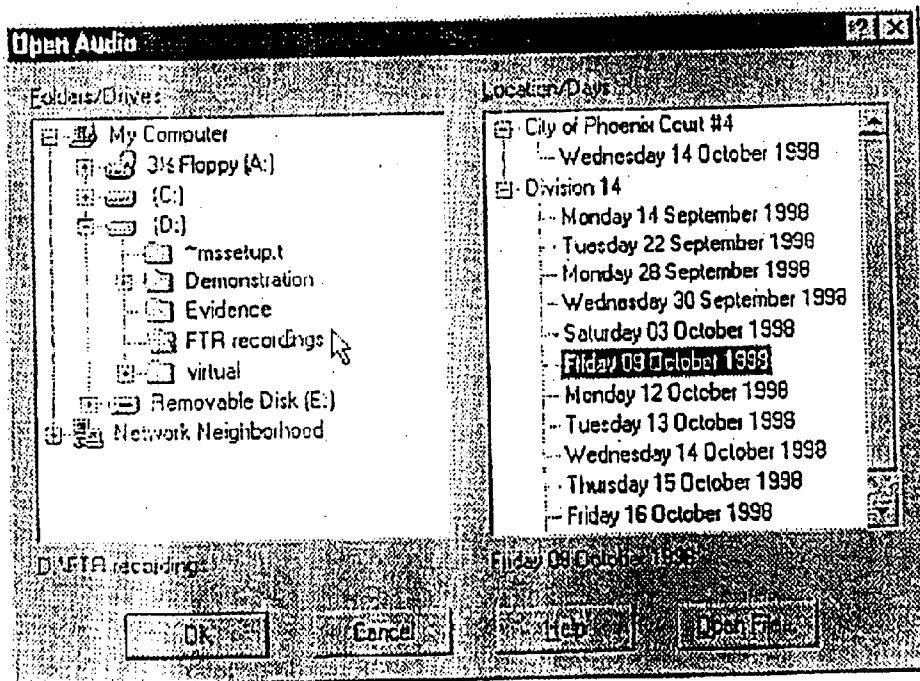 Open Audio
Folders/Drives
My Computer
3½ Floppy (A:)
(C:)
(D:)
~mssetup.t
Demonstration
Evidence
FTR recordings
virtual
Removable Disk (E:)
Network Neighborhood
D:\FTR recordings
Location/Days
City of Phoenix Court #4
Wednesday 14 October 1998
Division 14
Monday 14 September 1998
Tuesday 22 September 1998
Monday 28 September 1998
Wednesday 30 September 1998
Saturday 03 October 1998
Friday 09 October 1998
Monday 12 October 1998
Tuesday 13 October 1998
Wednesday 14 October 1998
Thursday 15 October 1998
Friday 16 October 1998
Friday 09 October 1998
OK
Cancel
Help
Open File...